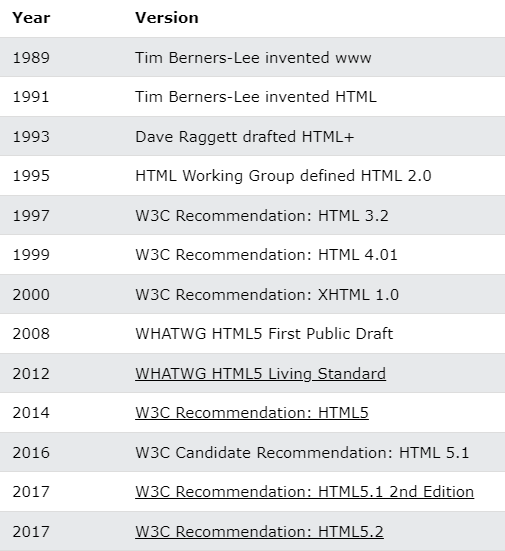 Year Version
1989 Tim Berners-Lee invented www
1991 Tim Berners-Lee invented HTML
1993 Dave Raggett drafted HTML+
1995 HTML Working Group defined HTML 2.0
1997 W3C Recommendation: HTML 3.2
1999 W3C Recommendation: HTML 4.01
2000 W3C Recommendation: XHTML 1.0
2008 WHATWG HTML5 First Public Draft
2012 WHATWG HTML5 Living Standard
2014 W3C Recommendation: HTML5
2016 W3C Candidate Recommendation: HTML 5.1
2017 W3C Recommendation: HTML5.1 2nd Edition
2017 W3C Recommendation: HTML5.2